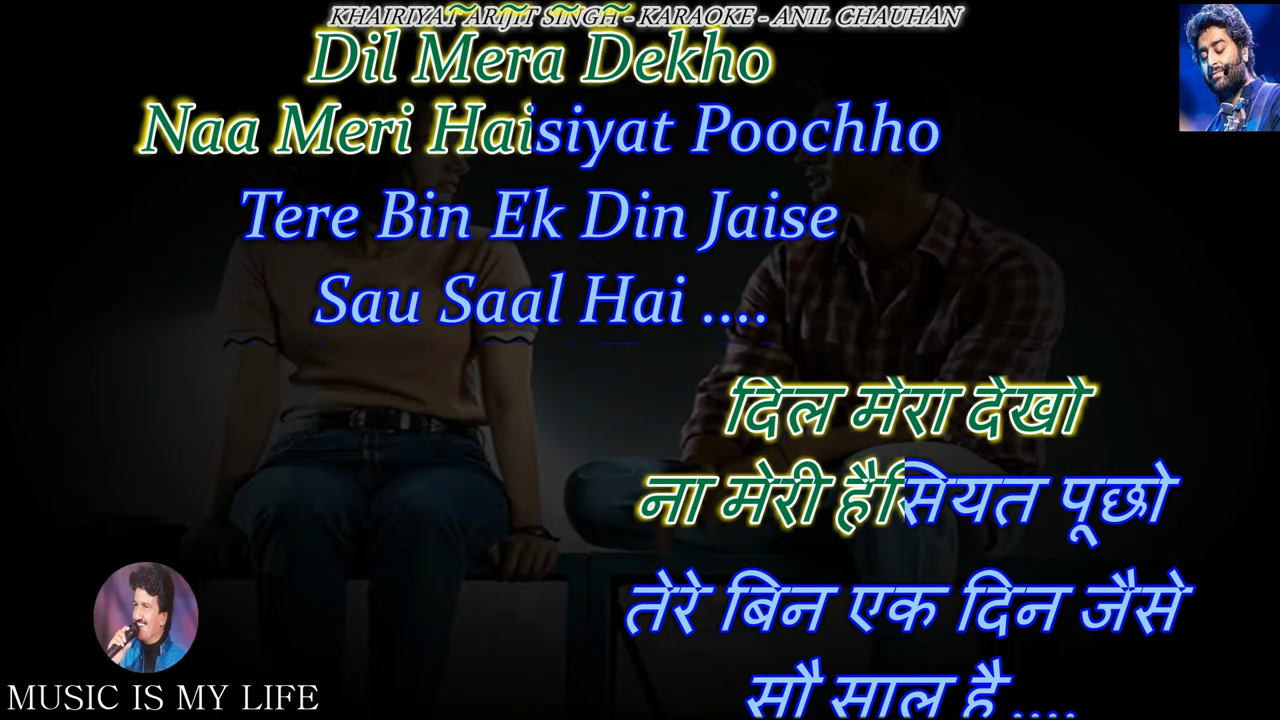 KHAIRIYAT ARIJIT SINGH - KARAOKE - ANIL CHAUHAN
Dil Mera Dekho
Naa Meri Haisiyat Poochho
Tere Bin Ek Din Jaise
Sau Saal Hai ....
दिल मेरा देखो
ना मेरी हैसियत पूछो
तेरे बिन एक दिन जैसे
सौ साल है ....
MUSIC IS MY LIFE